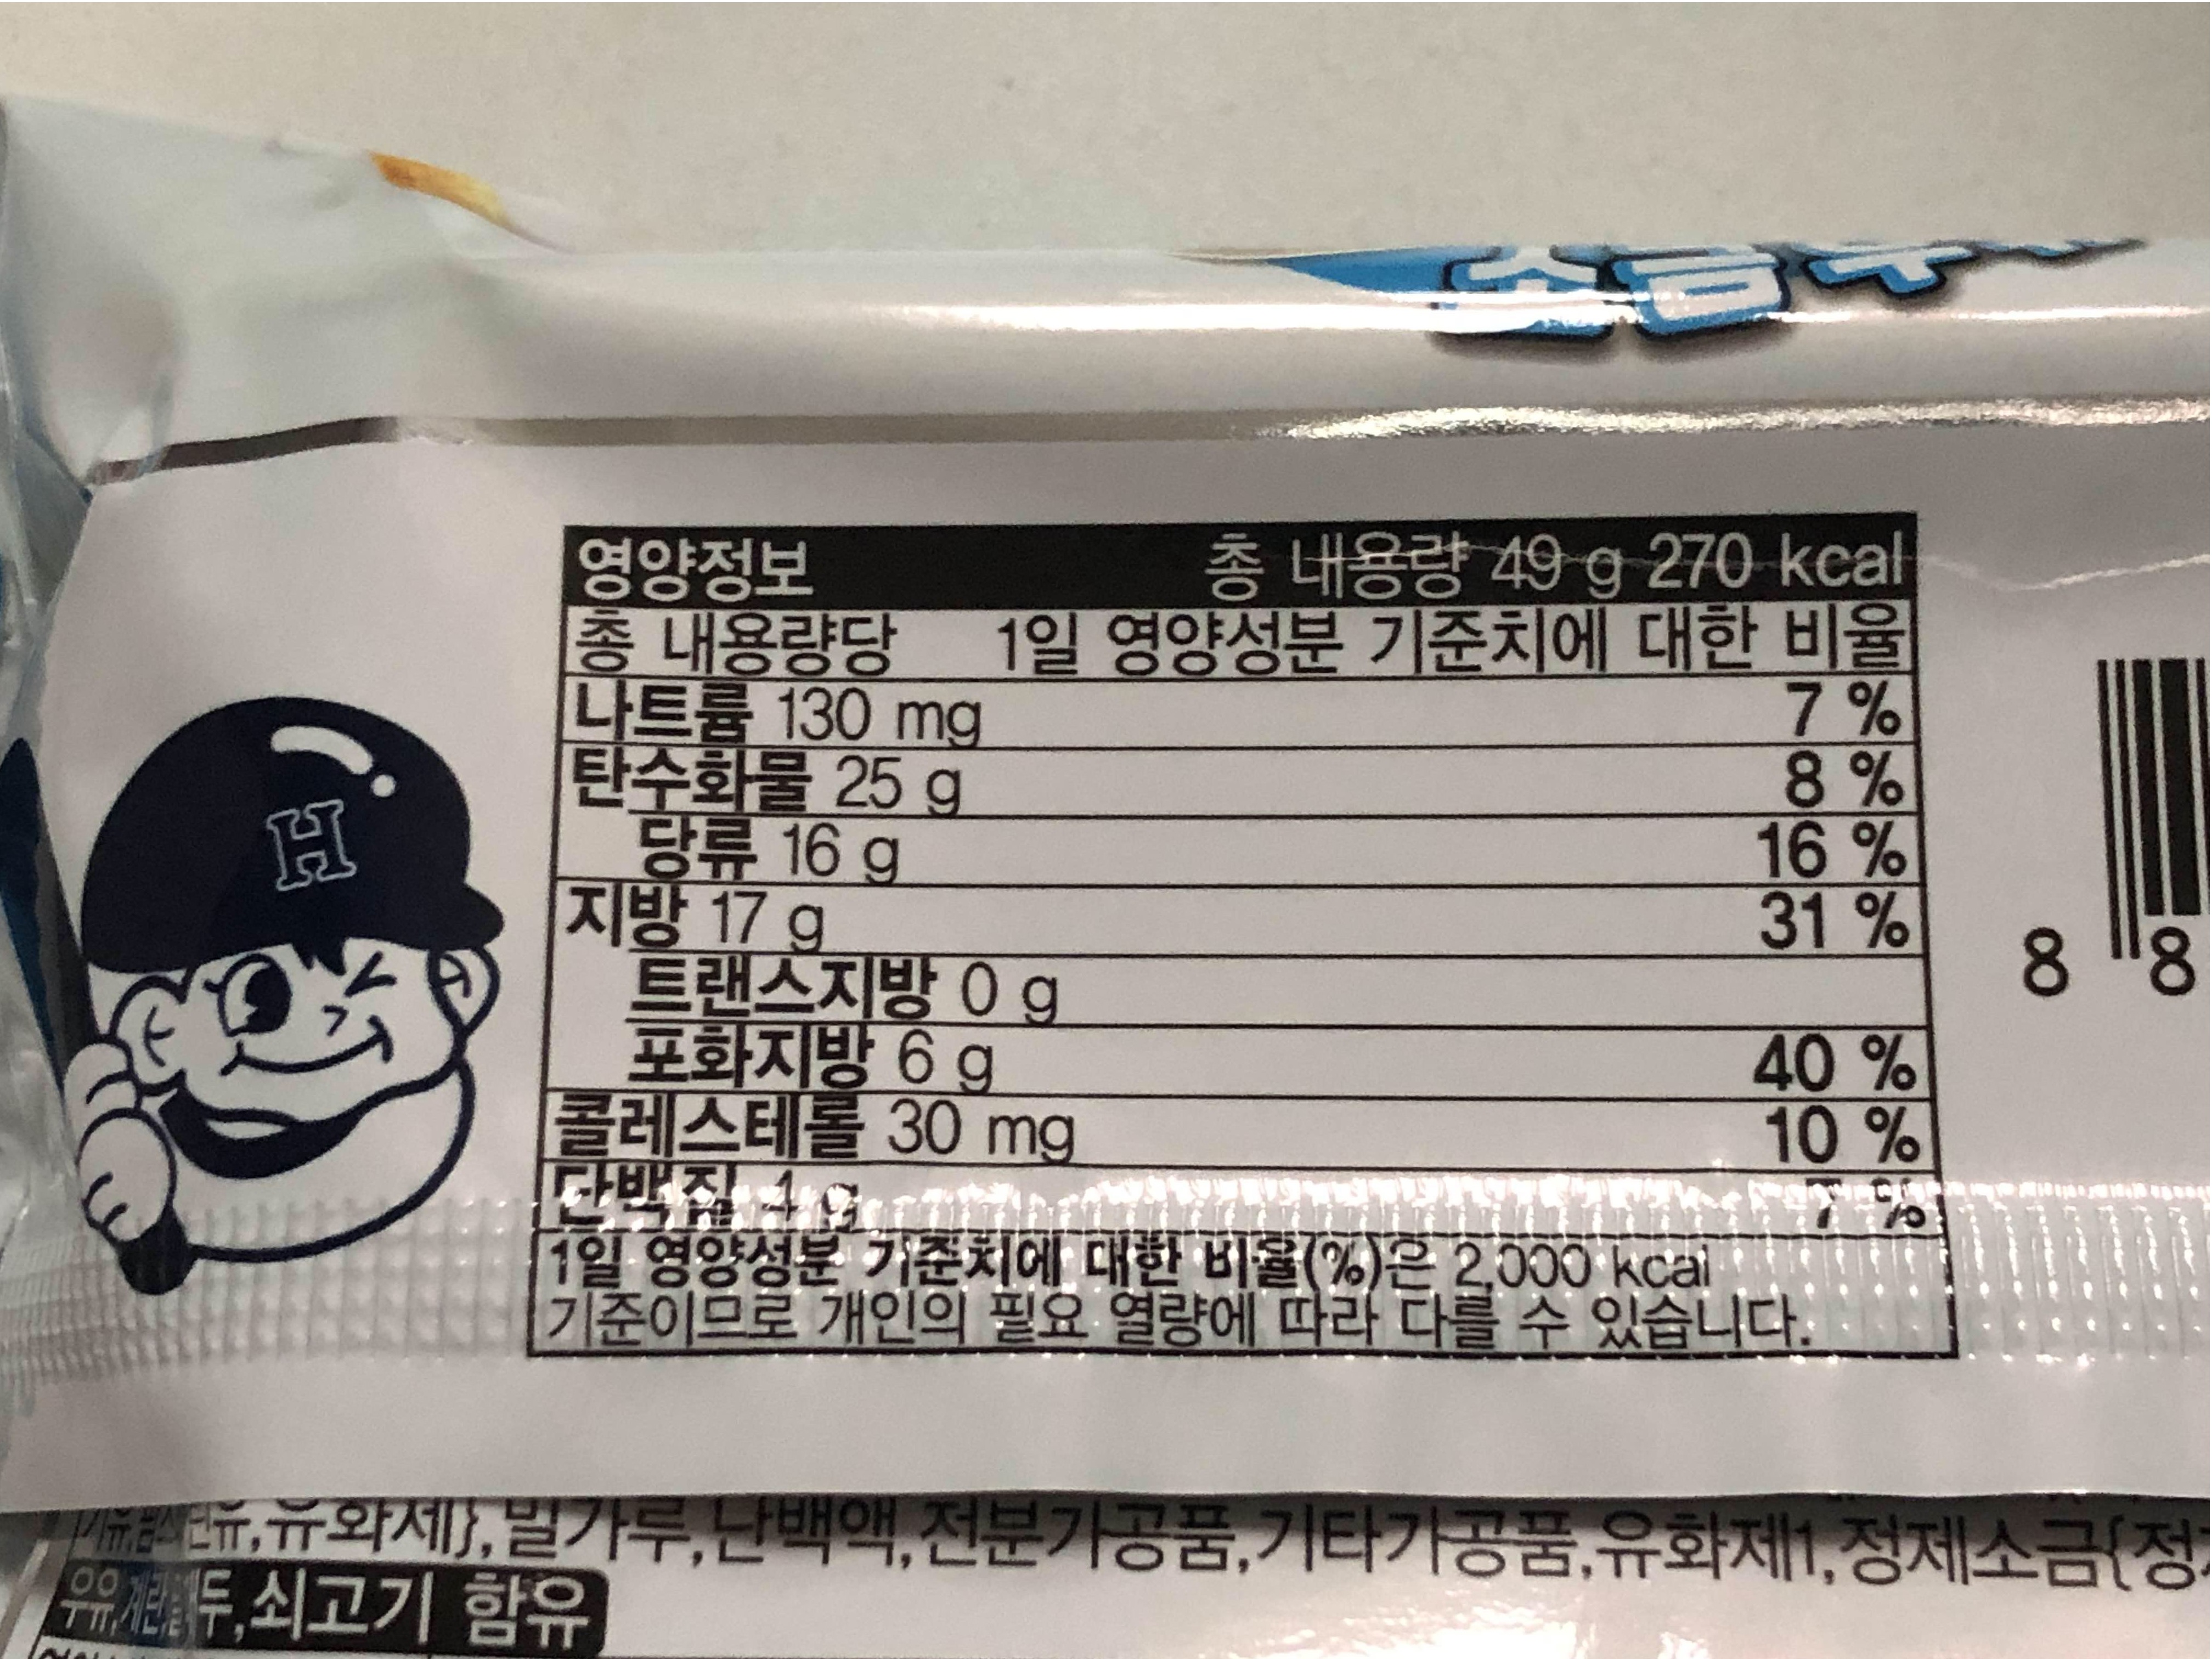 소금우
H
영양정보 총 내용량 49 g 270 kcal
총 내용량당 1일 영양성분 기준치에 대한 비율
나트륨 130 mg 7 %
탄수화물 25 g 8 %
당류 16 g 16 %
지방 17 g 31 %
트랜스지방 0 g
포화지방 6 g 40 %
콜레스테롤 30 mg 10 %
단백질 4 g 7 %
1일 영양성분 기준치에 대한 비율(%)은 2,000 kcal
기준이므로 개인의 필요 열량에 따라 다를 수 있습니다.
8 8
유화제},밀가루,난백액,전분가공품,기타가공품,유화제1,정제소금{정
우유,계란,대두,쇠고기 함유